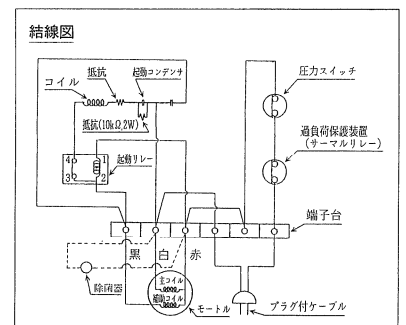 結線図
抵抗
起動コンデンサ
コイル
抵抗(10kΩ,2W)
4
1
3
2
起動リレー
圧力スイッチ
過負荷保護装置
(サーマルリレー)
端子台
黒
白
赤
除菌器
主コイル
補助コイル
モートル
プラグ付ケーブル